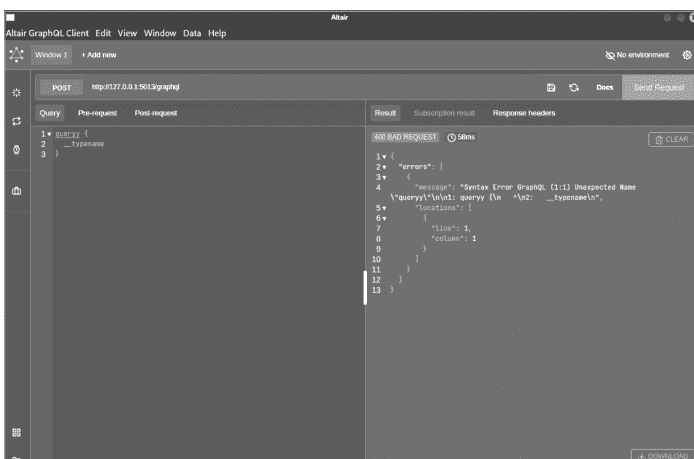 Altair
Altair GraphQL Client Edit View Window Data Help
Window 1 + Add new No environment
POST http://127.0.0.1:5013/graphql Docs Send Request
Query Pre-request Post-request
1 queryy {
2 __typename
3 }
Result Subscription result Response headers
400 BAD REQUEST 58ms CLEAR
1 {
2 "errors": [
3 {
4 "message": "Syntax Error GraphQL (1:1) Unexpected Name
\"queryy\"\n\n1: queryy {\n ^\n2: __typename\n",
5 "locations": [
6 {
7 "line": 1,
8 "column": 1
9 }
10 ]
11 }
12 ]
13 }
DOWNLOAD